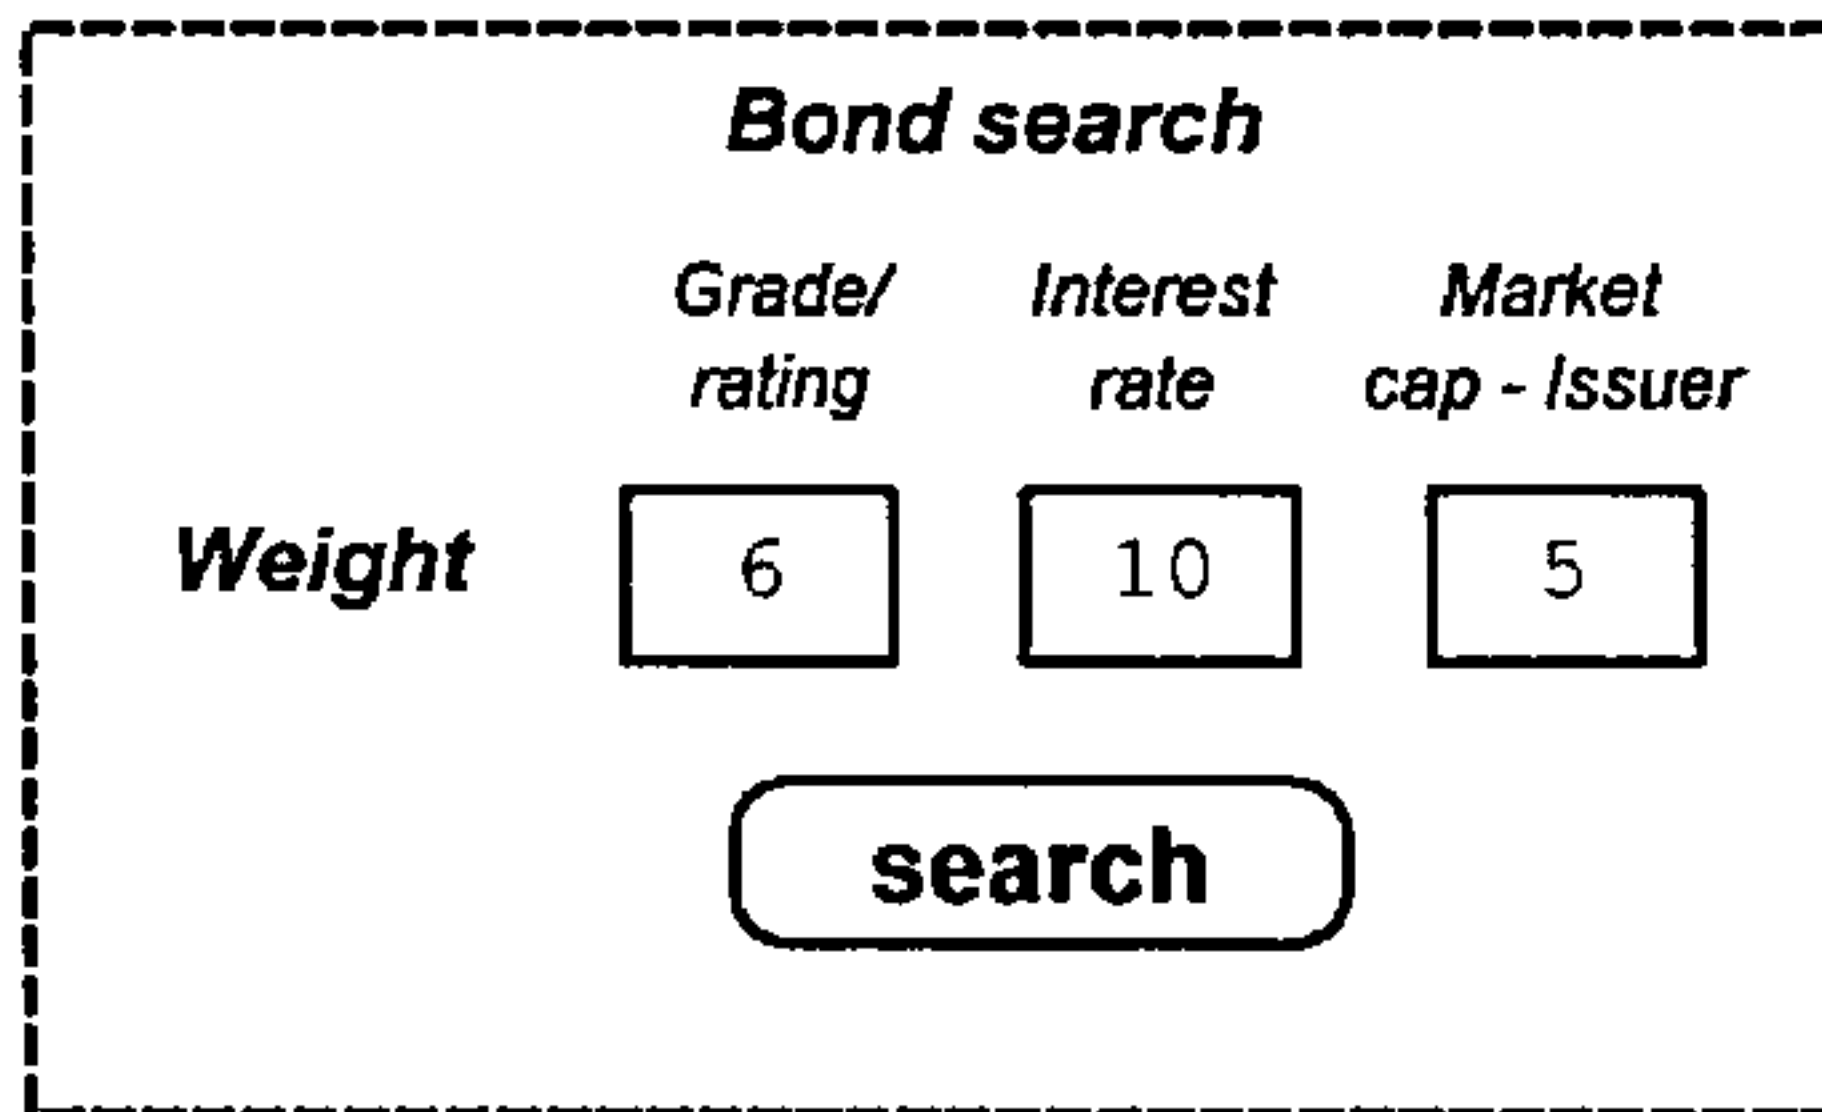 Bond search
Grade/ Interest Market
rating rate cap - Issuer
Weight 6 10 5
search